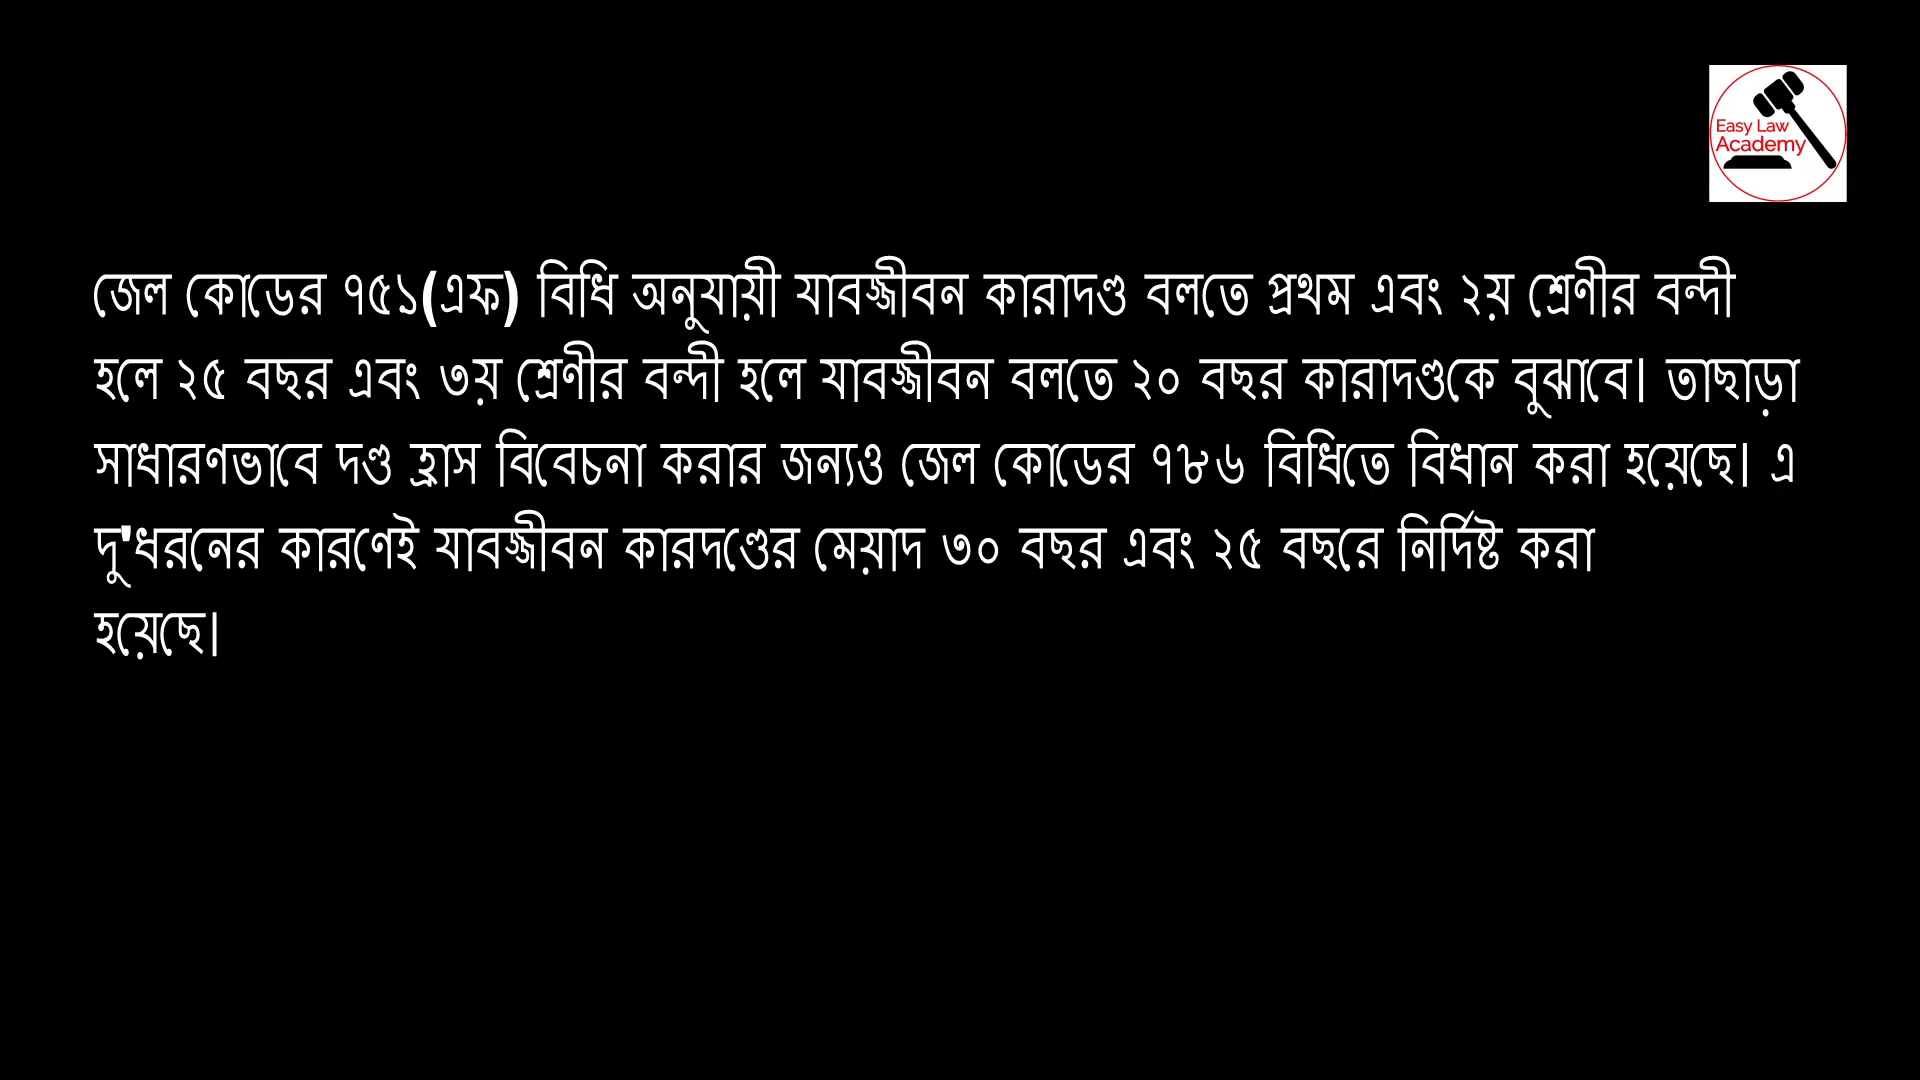 Easy Law
Academy
জেল কোডের ৭৫১(এফ) বিধি অনুযায়ী যাবজ্জীবন কারাদণ্ড বলতে প্রথম এবং ২য় শ্রেণীর বন্দী
হলে ২৫ বছর এবং ৩য় শ্রেণীর বন্দী হলে যাবজ্জীবন বলতে ২০ বছর কারাদণ্ডকে বুঝাবে। তাছাড়া
সাধারণভাবে দণ্ড হ্রাস বিবেচনা করার জন্যও জেল কোডের ৭৮৬ বিধিতে বিধান করা হয়েছে। এ
দু'ধরনের কারণেই যাবজ্জীবন কারদণ্ডের মেয়াদ ৩০ বছর এবং ২৫ বছরে নির্দিষ্ট করা
হয়েছে।